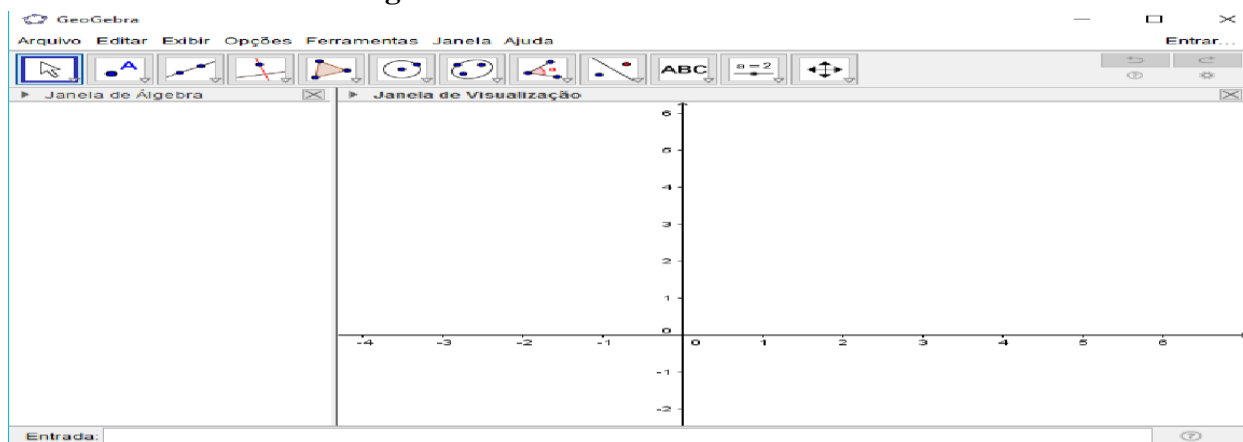 GeoGebra
Arquivo Editar Exibir Opções Ferramentas Janela Ajuda Entrar...
A α ABC a=2
Janela de Álgebra Janela de Visualização
6
5
4
3
2
1
0
-4 -3 -2 -1 0 1 2 3 4 5 6
-1
-2
Entrada: